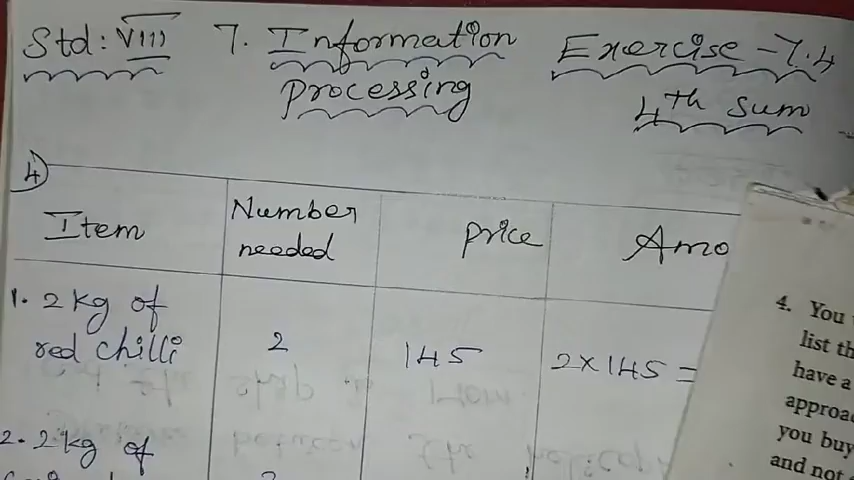 Std: VIII 7. Information Exercise - 7.4
Processing 4th sum
4)
Item Number needed Price Amo
1. 2 kg of red chilli 2 145 2 x 145 =
2. 2 kg of
4. You
list th
have a
approac
you buy
and not